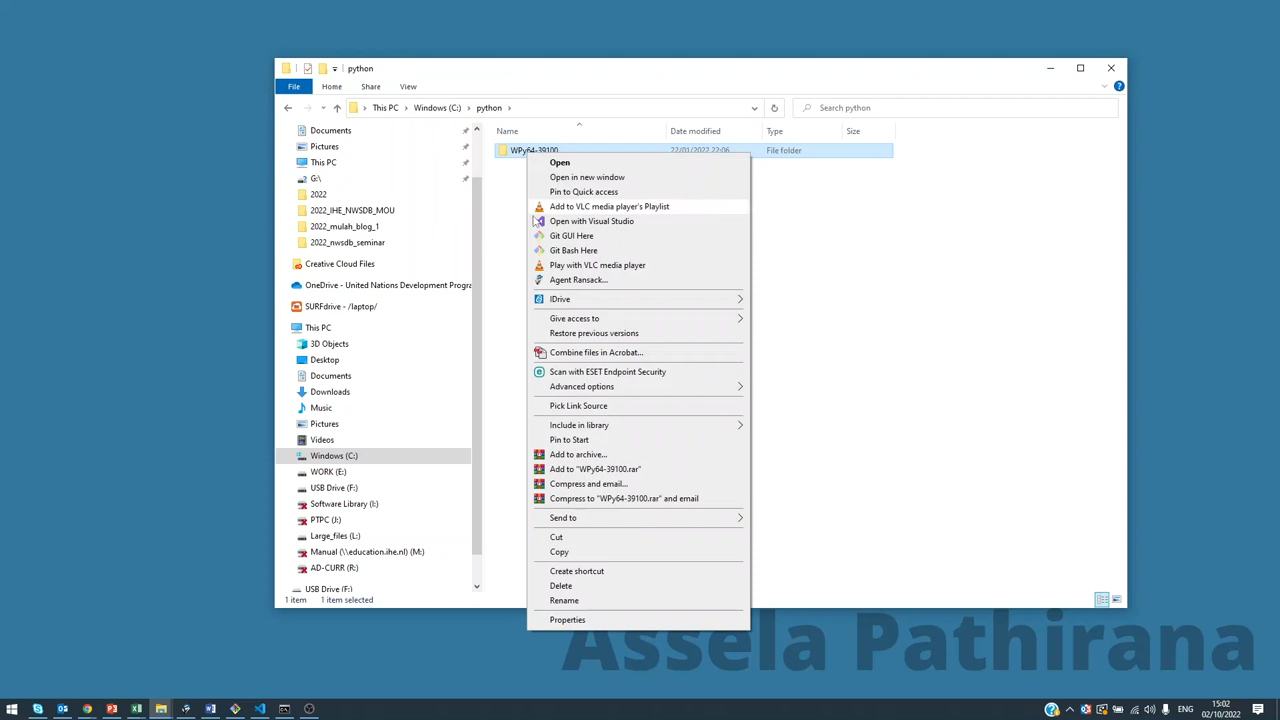 python
File
Home
Share
View
This PC
Windows (C:)
python
Search python
Name
Date modified
Type
Size
WPy64-39100
22/01/2022 22:06
File folder
Documents
Pictures
This PC
G:\
2022
2022_IHE_NWSDB_MOU
2022_mulah_blog_1
2022_nwsdb_seminar
Creative Cloud Files
OneDrive - United Nations Development Progra
SURFdrive - /laptop/
This PC
3D Objects
Desktop
Documents
Downloads
Music
Pictures
Videos
Windows (C:)
WORK (E:)
USB Drive (F:)
Software Library (I:)
PTPC (J:)
Large_files (L:)
Manual (\\education.ihe.nl) (M:)
AD-CURR (R:)
USB Drive (F:)
1 item
1 item selected
Open
Open in new window
Pin to Quick access
Add to VLC media player's Playlist
Open with Visual Studio
Git GUI Here
Git Bash Here
Play with VLC media player
Agent Ransack...
IDrive
Give access to
Restore previous versions
Combine files in Acrobat...
Scan with ESET Endpoint Security
Advanced options
Pick Link Source
Include in library
Pin to Start
Add to archive...
Add to "WPy64-39100.rar"
Compress and email...
Compress to "WPy64-39100.rar" and email
Send to
Cut
Copy
Create shortcut
Delete
Rename
Properties
Assela Pathirana
ENG
15:02
02/10/2022